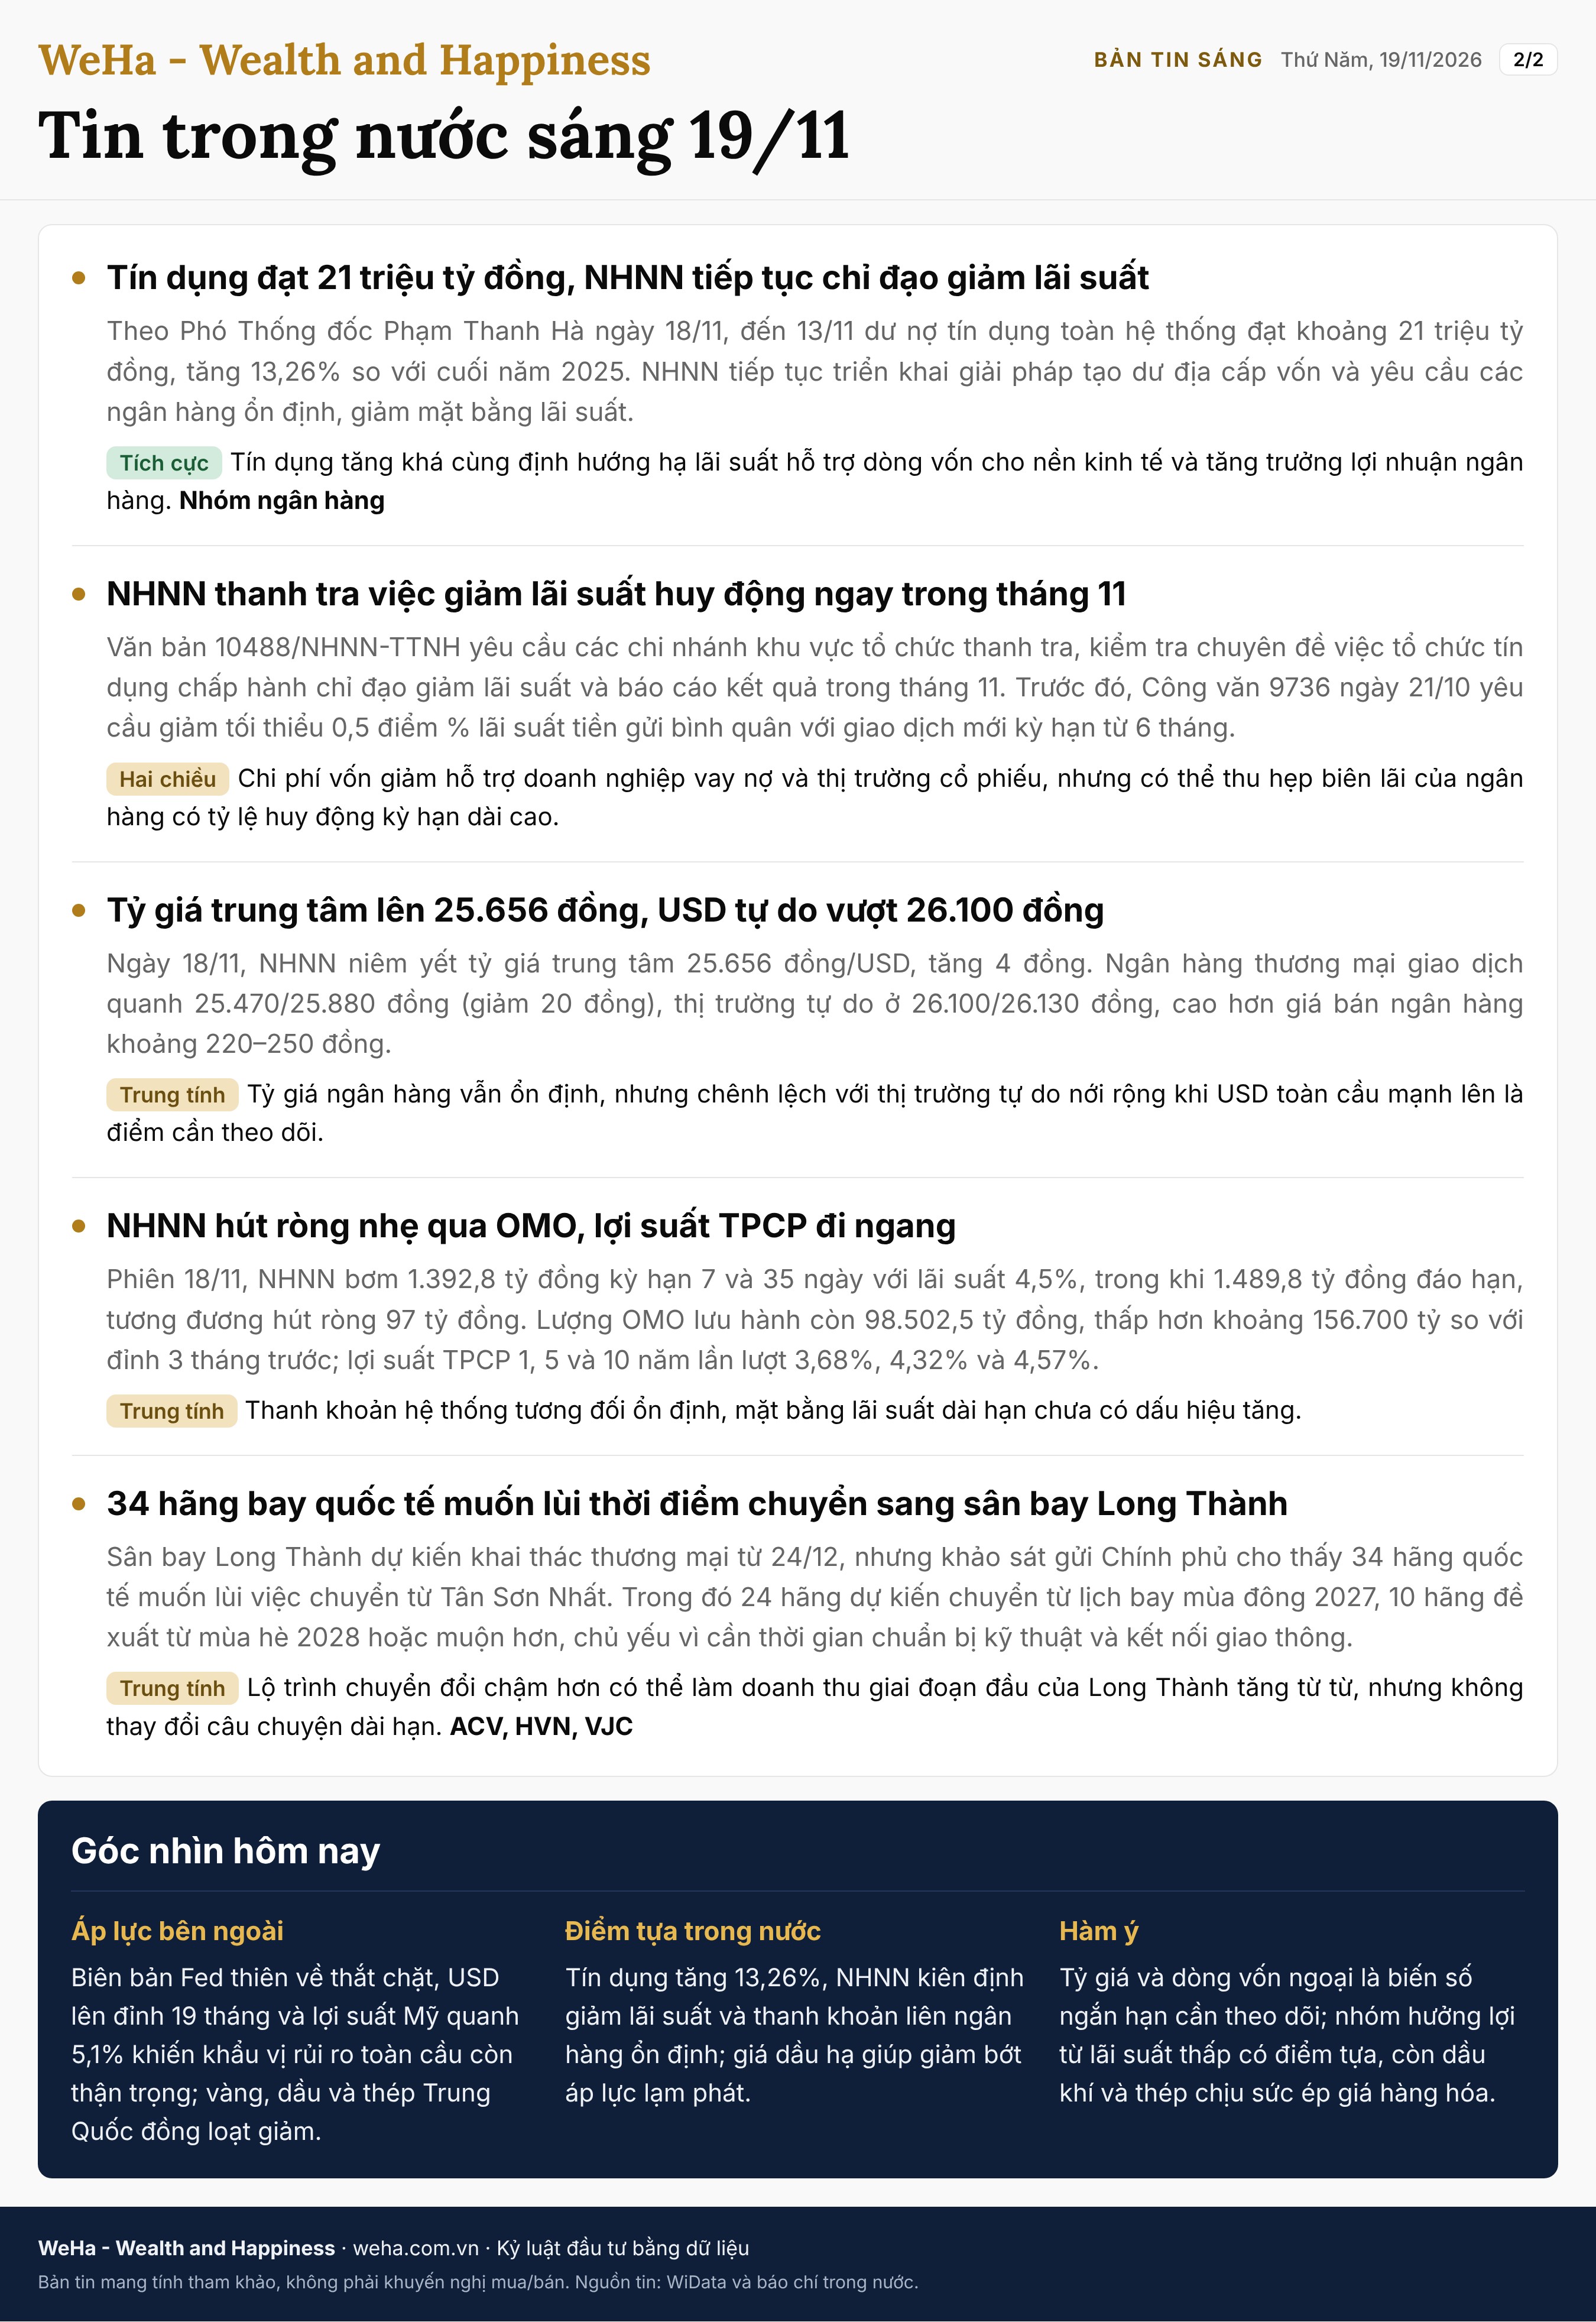 WeHa - Wealth and Happiness
BẢN TIN SÁNG Thứ Năm, 19/11/2026 2/2
Tin trong nước sáng 19/11
Tín dụng đạt 21 triệu tỷ đồng, NHNN tiếp tục chỉ đạo giảm lãi suất
Theo Phó Thống đốc Phạm Thanh Hà ngày 18/11, đến 13/11 dư nợ tín dụng toàn hệ thống đạt khoảng 21 triệu tỷ
đồng, tăng 13,26% so với cuối năm 2025. NHNN tiếp tục triển khai giải pháp tạo dư địa cấp vốn và yêu cầu các
ngân hàng ổn định, giảm mặt bằng lãi suất.
Tích cực Tín dụng tăng khá cùng định hướng hạ lãi suất hỗ trợ dòng vốn cho nền kinh tế và tăng trưởng lợi nhuận ngân
hàng. Nhóm ngân hàng
NHNN thanh tra việc giảm lãi suất huy động ngay trong tháng 11
Văn bản 10488/NHNN-TTNH yêu cầu các chi nhánh khu vực tổ chức thanh tra, kiểm tra chuyên đề việc tổ chức tín
dụng chấp hành chỉ đạo giảm lãi suất và báo cáo kết quả trong tháng 11. Trước đó, Công văn 9736 ngày 21/10 yêu
cầu giảm tối thiểu 0,5 điểm % lãi suất tiền gửi bình quân với giao dịch mới kỳ hạn từ 6 tháng.
Hai chiều Chi phí vốn giảm hỗ trợ doanh nghiệp vay nợ và thị trường cổ phiếu, nhưng có thể thu hẹp biên lãi của ngân
hàng có tỷ lệ huy động kỳ hạn dài cao.
Tỷ giá trung tâm lên 25.656 đồng, USD tự do vượt 26.100 đồng
Ngày 18/11, NHNN niêm yết tỷ giá trung tâm 25.656 đồng/USD, tăng 4 đồng. Ngân hàng thương mại giao dịch
quanh 25.470/25.880 đồng (giảm 20 đồng), thị trường tự do ở 26.100/26.130 đồng, cao hơn giá bán ngân hàng
khoảng 220–250 đồng.
Trung tính Tỷ giá ngân hàng vẫn ổn định, nhưng chênh lệch với thị trường tự do nới rộng khi USD toàn cầu mạnh lên là
điểm cần theo dõi.
NHNN hút ròng nhẹ qua OMO, lợi suất TPCP đi ngang
Phiên 18/11, NHNN bơm 1.392,8 tỷ đồng kỳ hạn 7 và 35 ngày với lãi suất 4,5%, trong khi 1.489,8 tỷ đồng đáo hạn,
tương đương hút ròng 97 tỷ đồng. Lượng OMO lưu hành còn 98.502,5 tỷ đồng, thấp hơn khoảng 156.700 tỷ so với
đỉnh 3 tháng trước; lợi suất TPCP 1, 5 và 10 năm lần lượt 3,68%, 4,32% và 4,57%.
Trung tính Thanh khoản hệ thống tương đối ổn định, mặt bằng lãi suất dài hạn chưa có dấu hiệu tăng.
34 hãng bay quốc tế muốn lùi thời điểm chuyển sang sân bay Long Thành
Sân bay Long Thành dự kiến khai thác thương mại từ 24/12, nhưng khảo sát gửi Chính phủ cho thấy 34 hãng quốc
tế muốn lùi việc chuyển từ Tân Sơn Nhất. Trong đó 24 hãng dự kiến chuyển từ lịch bay mùa đông 2027, 10 hãng đề
xuất từ mùa hè 2028 hoặc muộn hơn, chủ yếu vì cần thời gian chuẩn bị kỹ thuật và kết nối giao thông.
Trung tính Lộ trình chuyển đổi chậm hơn có thể làm doanh thu giai đoạn đầu của Long Thành tăng từ từ, nhưng không
thay đổi câu chuyện dài hạn. ACV, HVN, VJC
Góc nhìn hôm nay
Áp lực bên ngoài
Biên bản Fed thiên về thắt chặt, USD
lên đỉnh 19 tháng và lợi suất Mỹ quanh
5,1% khiến khẩu vị rủi ro toàn cầu còn
thận trọng; vàng, dầu và thép Trung
Quốc đồng loạt giảm.
Điểm tựa trong nước
Tín dụng tăng 13,26%, NHNN kiên định
giảm lãi suất và thanh khoản liên ngân
hàng ổn định; giá dầu hạ giúp giảm bớt
áp lực lạm phát.
Hàm ý
Tỷ giá và dòng vốn ngoại là biến số
ngắn hạn cần theo dõi; nhóm hưởng lợi
từ lãi suất thấp có điểm tựa, còn dầu
khí và thép chịu sức ép giá hàng hóa.
WeHa - Wealth and Happiness · weha.com.vn · Kỷ luật đầu tư bằng dữ liệu
Bản tin mang tính tham khảo, không phải khuyến nghị mua/bán. Nguồn tin: WiData và báo chí trong nước.